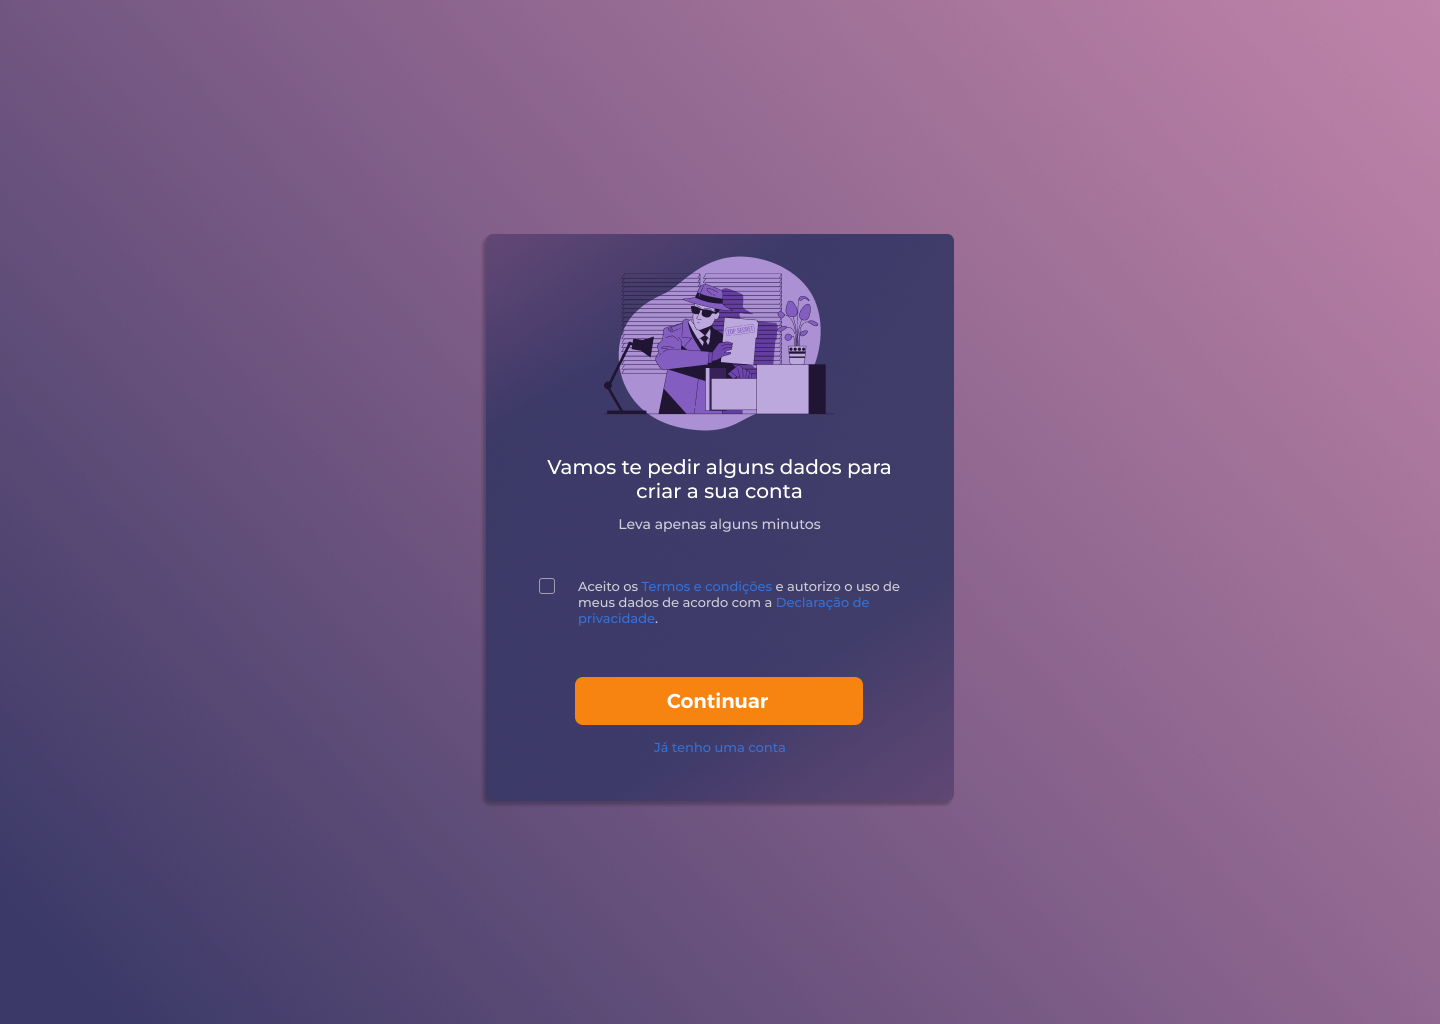 TOP SECRET
Vamos te pedir alguns dados para
criar a sua conta
Leva apenas alguns minutos
Aceito os Termos e condições e autorizo o uso de
meus dados de acordo com a Declaração de
privacidade.
Continuar
Já tenho uma conta